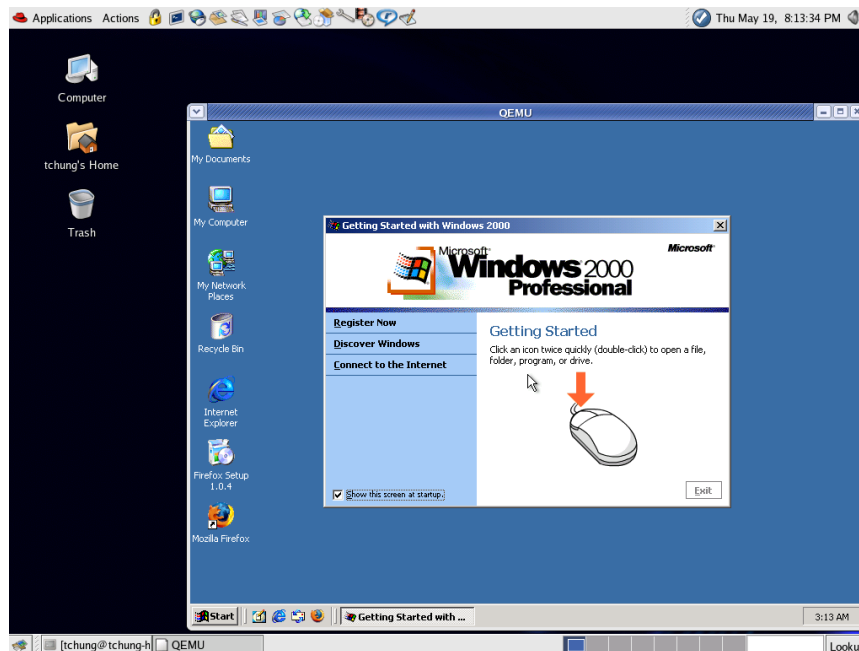 Applications Actions
Thu May 19, 8:13:34 PM
Computer
tchung's Home
Trash
QEMU
My Documents
My Computer
My Network
Places
Recycle Bin
Internet
Explorer
Firefox Setup
1.0.4
Mozilla Firefox
Getting Started with Windows 2000
Microsoft
Microsoft
Windows 2000
Professional
Register Now
Discover Windows
Connect to the Internet
Getting Started
Click an icon twice quickly (double-click) to open a file,
folder, program, or drive.
Show this screen at startup.
Exit
Start
Getting Started with ...
3:13 AM
[tchung@tchung-h
QEMU
Looku